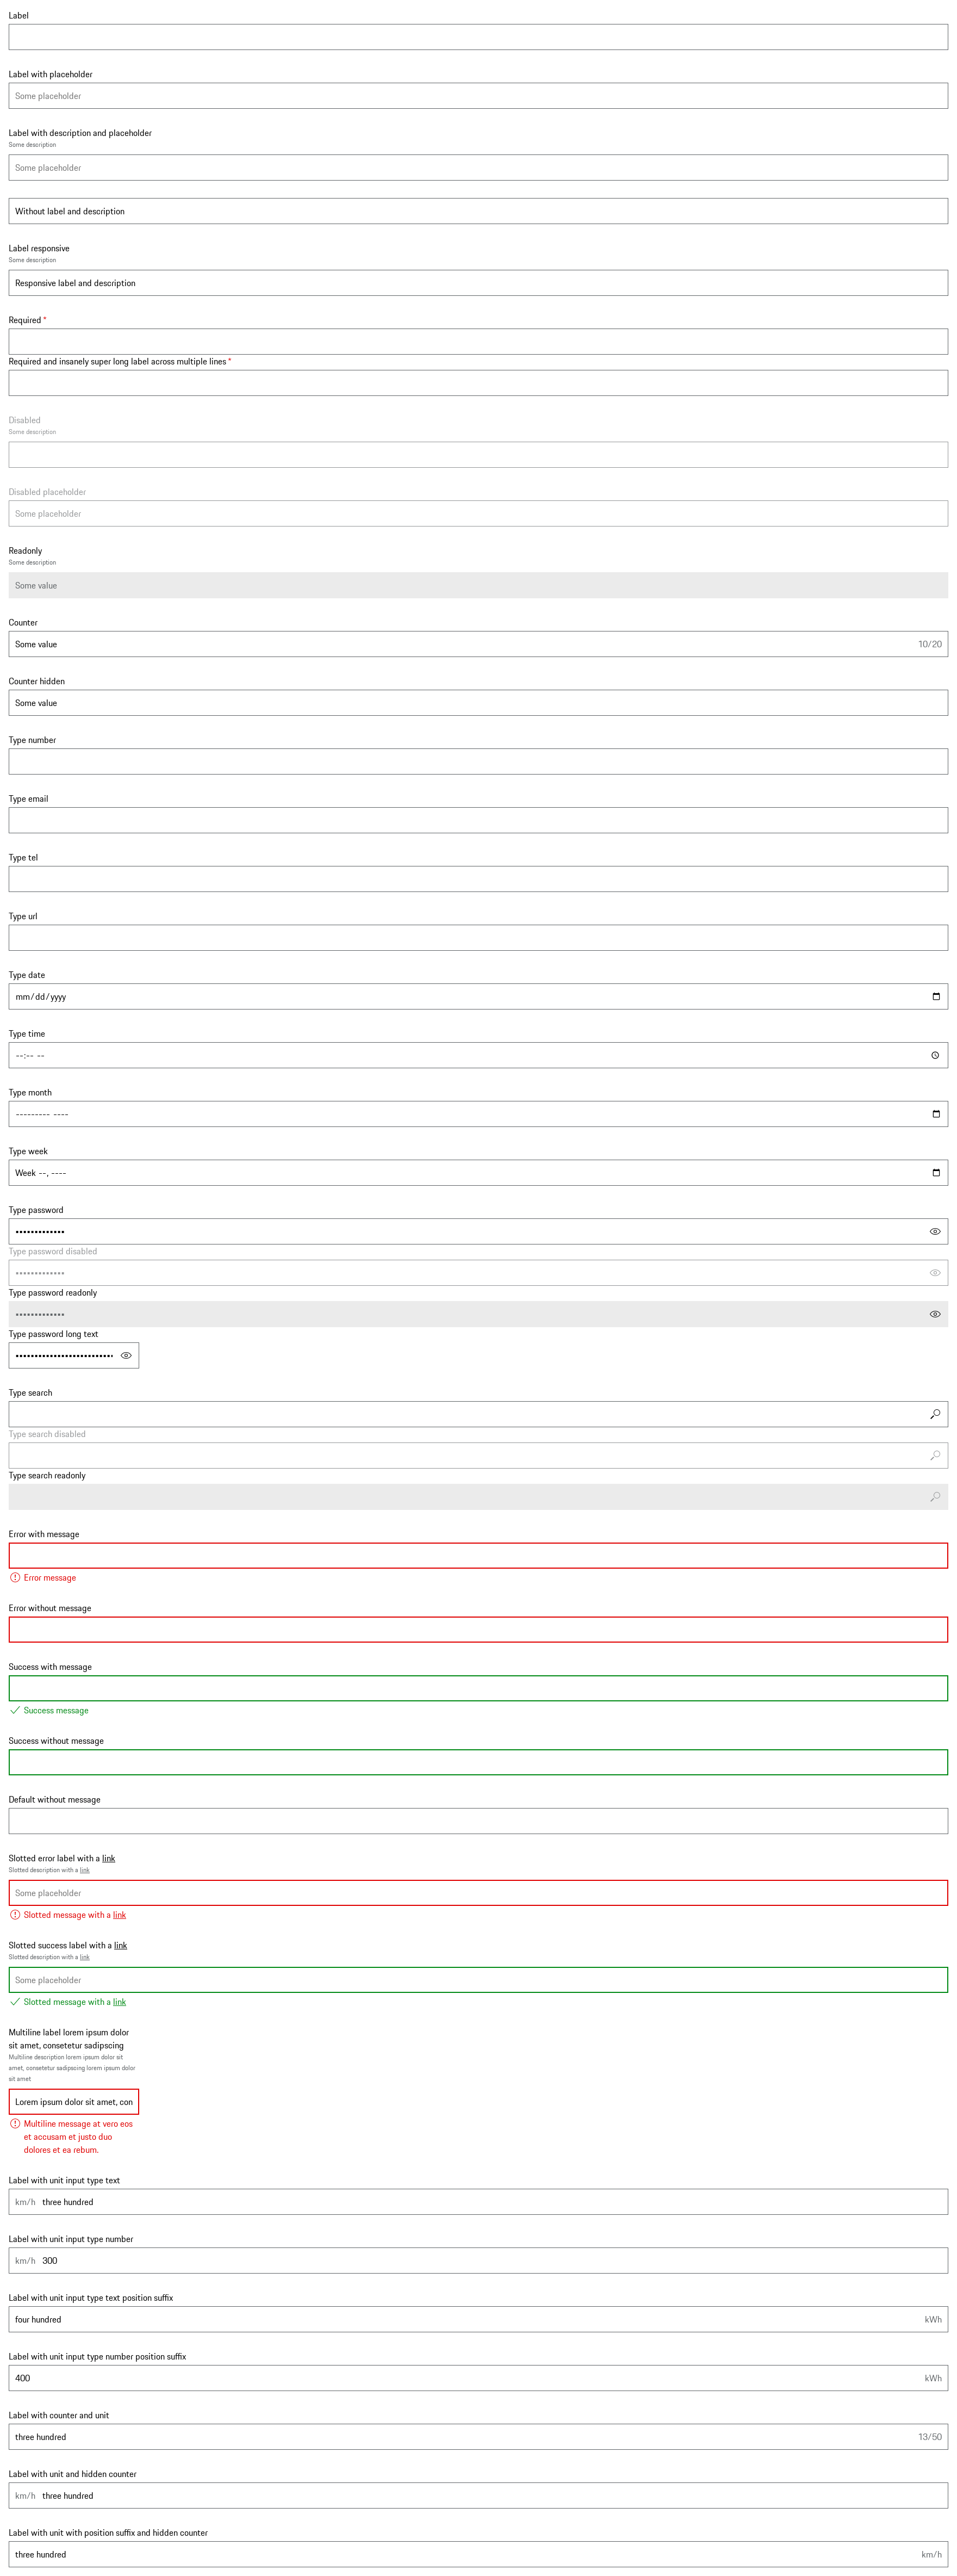 Label
Label with placeholder
Some placeholder
Label with description and placeholder
Some description
Some placeholder
Without label and description
Label responsive
Some description
Responsive label and description
Required *
Required and insanely super long label across multiple lines *
Disabled
Some description
Disabled placeholder
Some placeholder
Readonly
Some description
Some value
Counter
Some value 10/20
Counter hidden
Some value
Type number
Type email
Type tel
Type url
Type date
mm/dd/yyyy
Type time
--:-- --
Type month
--------- ----
Type week
Week --, ----
Type password
•••••••••••••
Type password disabled
•••••••••••••
Type password readonly
•••••••••••••
Type password long text
••••••••••••••••••••••••••
Type search
Type search disabled
Type search readonly
Error with message
Error message
Error without message
Success with message
Success message
Success without message
Default without message
Slotted error label with a link
Slotted description with a link
Some placeholder
Slotted message with a link
Slotted success label with a link
Slotted description with a link
Some placeholder
Slotted message with a link
Multiline label lorem ipsum dolor
sit amet, consetetur sadipscing
Multiline description lorem ipsum dolor sit
amet, consetetur sadipscing lorem ipsum dolor
sit amet
Lorem ipsum dolor sit amet, con
Multiline message at vero eos
et accusam et justo duo
dolores et ea rebum.
Label with unit input type text
km/h three hundred
Label with unit input type number
km/h 300
Label with unit input type text position suffix
four hundred kWh
Label with unit input type number position suffix
400 kWh
Label with counter and unit
three hundred 13/50
Label with unit and hidden counter
km/h three hundred
Label with unit with position suffix and hidden counter
three hundred km/h